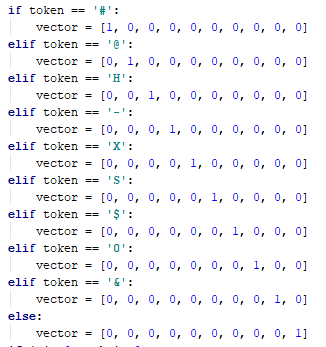 if token == '#':
vector = [1, 0, 0, 0, 0, 0, 0, 0, 0, 0]
elif token == '@':
vector = [0, 1, 0, 0, 0, 0, 0, 0, 0, 0]
elif token == 'H':
vector = [0, 0, 1, 0, 0, 0, 0, 0, 0, 0]
elif token == '-':
vector = [0, 0, 0, 1, 0, 0, 0, 0, 0, 0]
elif token == 'X':
vector = [0, 0, 0, 0, 1, 0, 0, 0, 0, 0]
elif token == 'S':
vector = [0, 0, 0, 0, 0, 1, 0, 0, 0, 0]
elif token == '$':
vector = [0, 0, 0, 0, 0, 0, 1, 0, 0, 0]
elif token == 'O':
vector = [0, 0, 0, 0, 0, 0, 0, 1, 0, 0]
elif token == '&':
vector = [0, 0, 0, 0, 0, 0, 0, 0, 1, 0]
else:
vector = [0, 0, 0, 0, 0, 0, 0, 0, 0, 1]